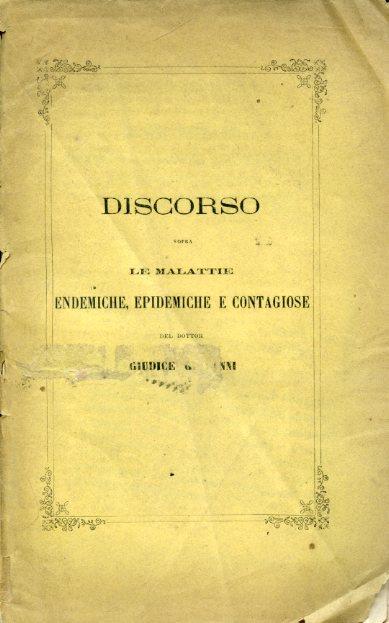 DISCORSO
SOPRA
LE MALATTIE
ENDEMICHE, EPIDEMICHE E CONTAGIOSE
DEL DOTTOR
GIUDICE